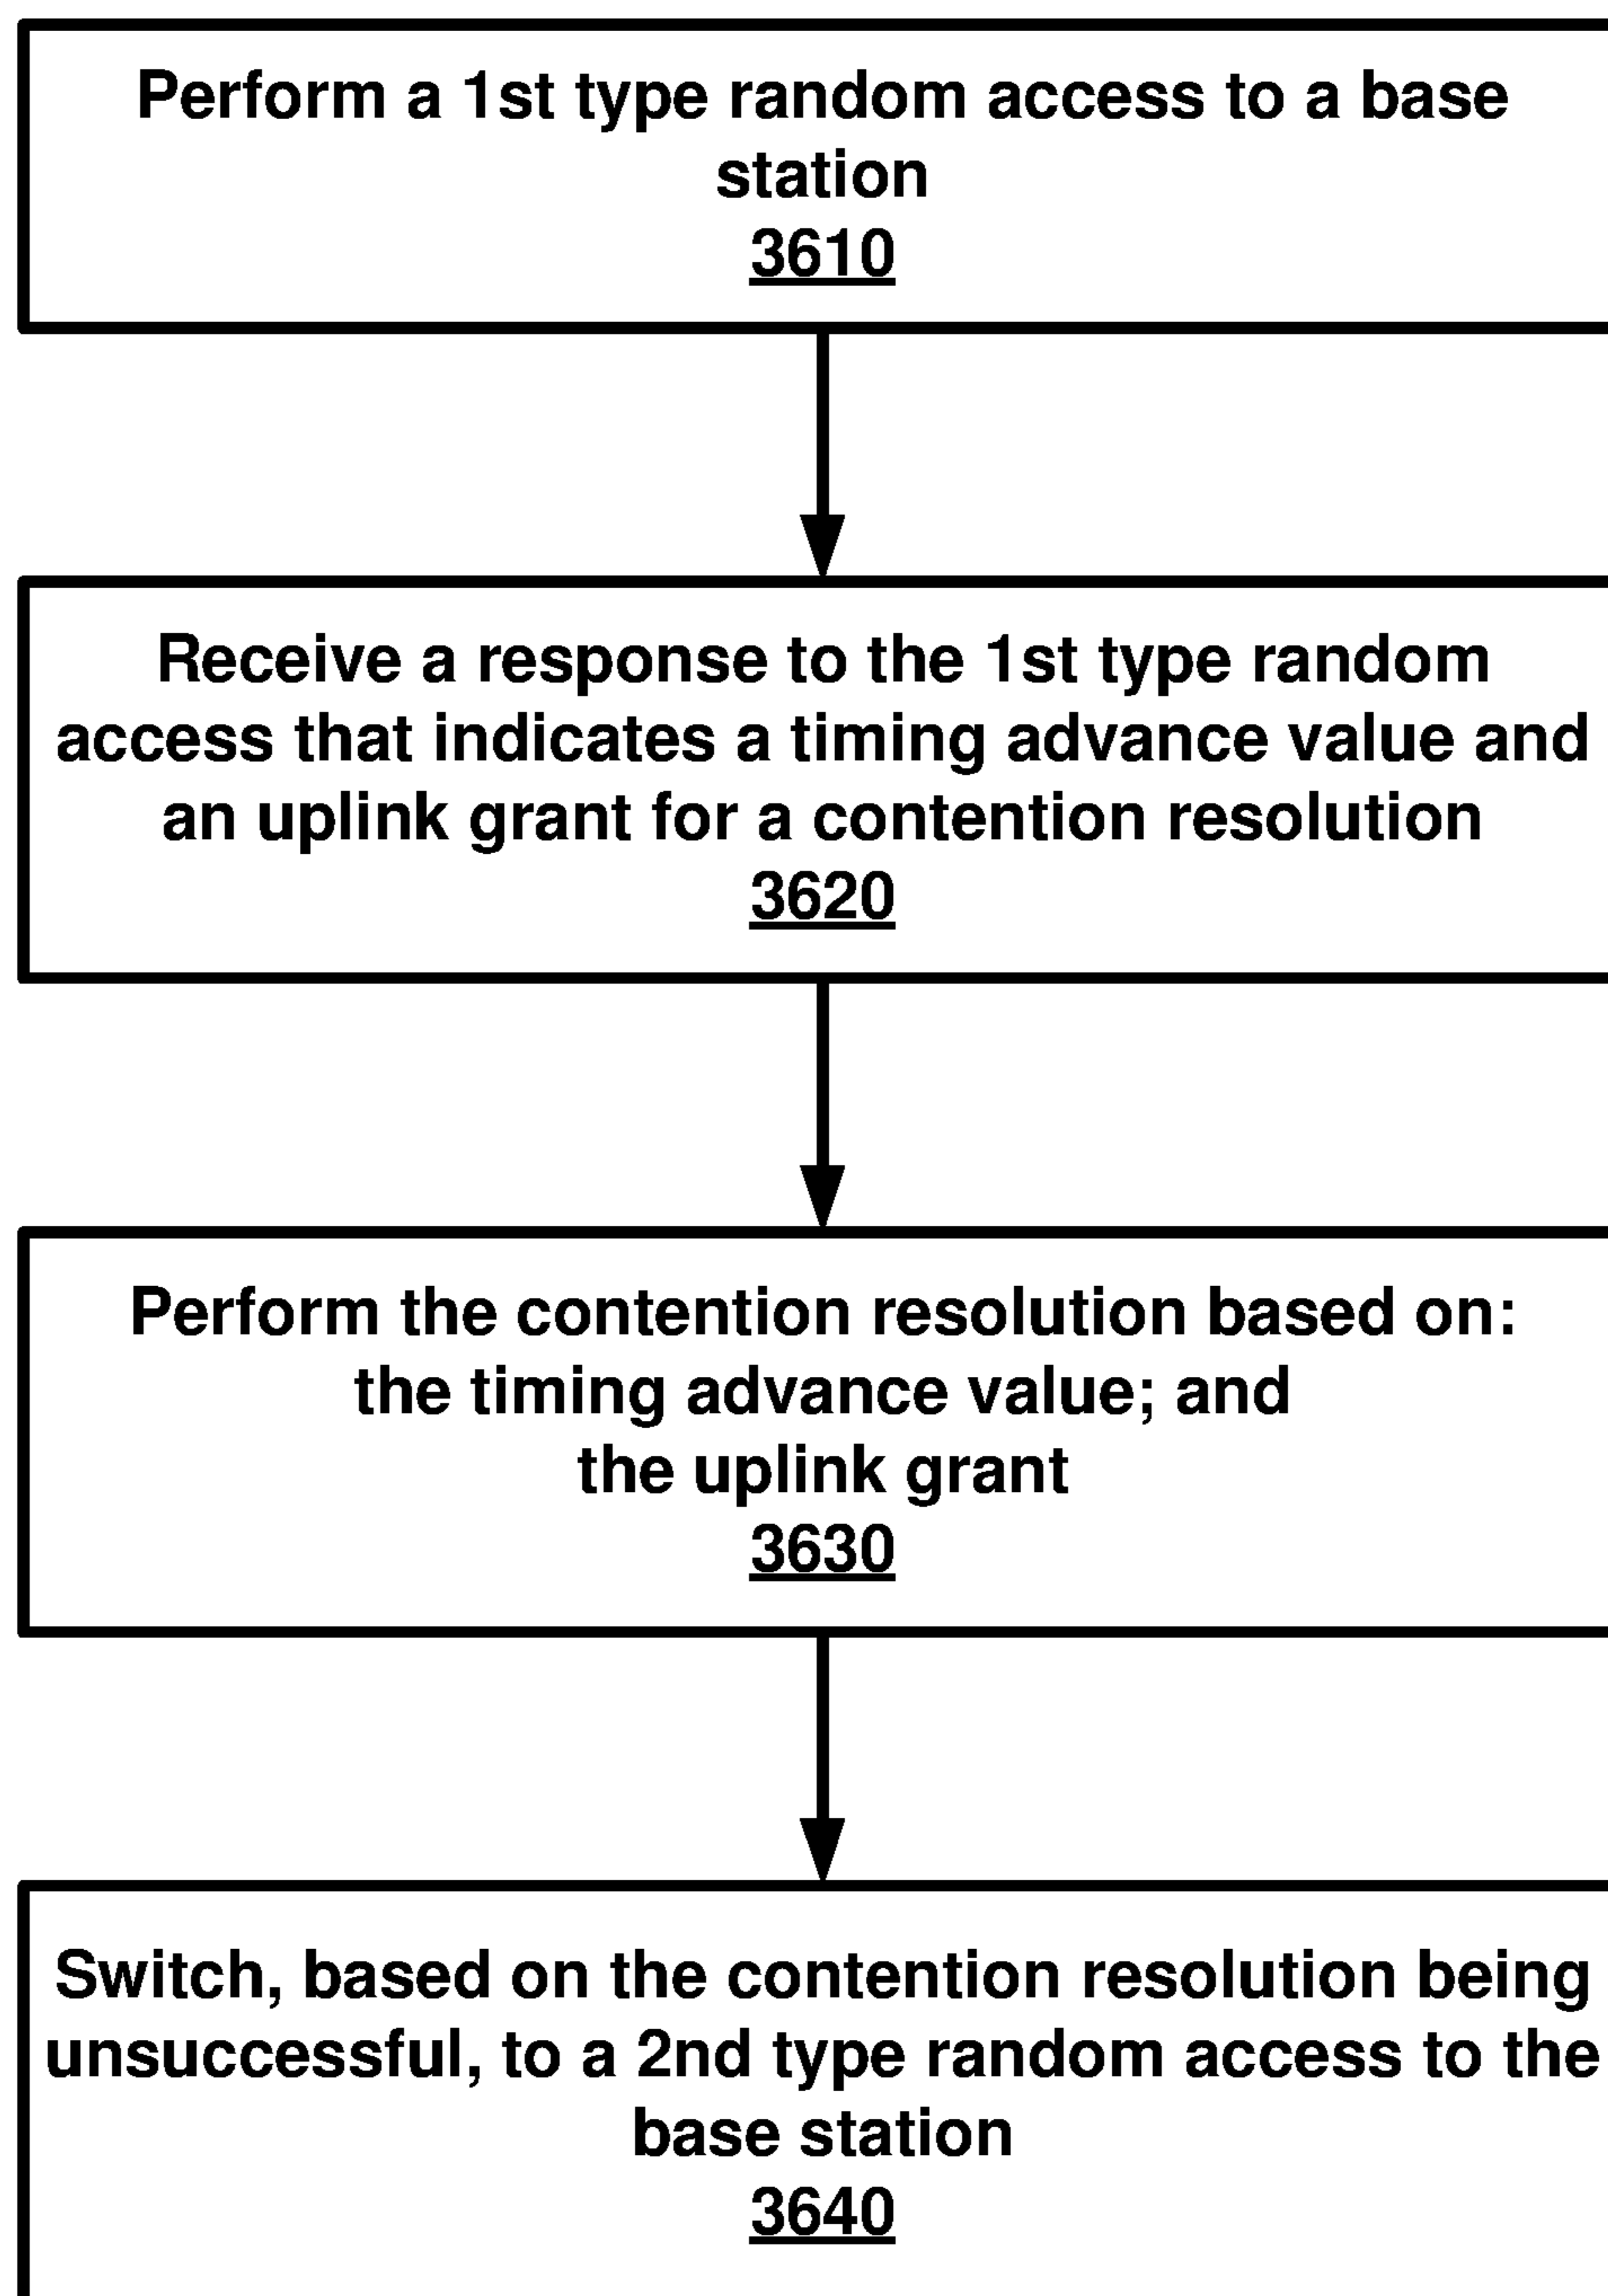 Perform a 1st type random access to a base
station
3610
Receive a response to the 1st type random
access that indicates a timing advance value and
an uplink grant for a contention resolution
3620
Perform the contention resolution based on:
the timing advance value; and
the uplink grant
3630
Switch, based on the contention resolution being
unsuccessful, to a 2nd type random access to the
base station
3640